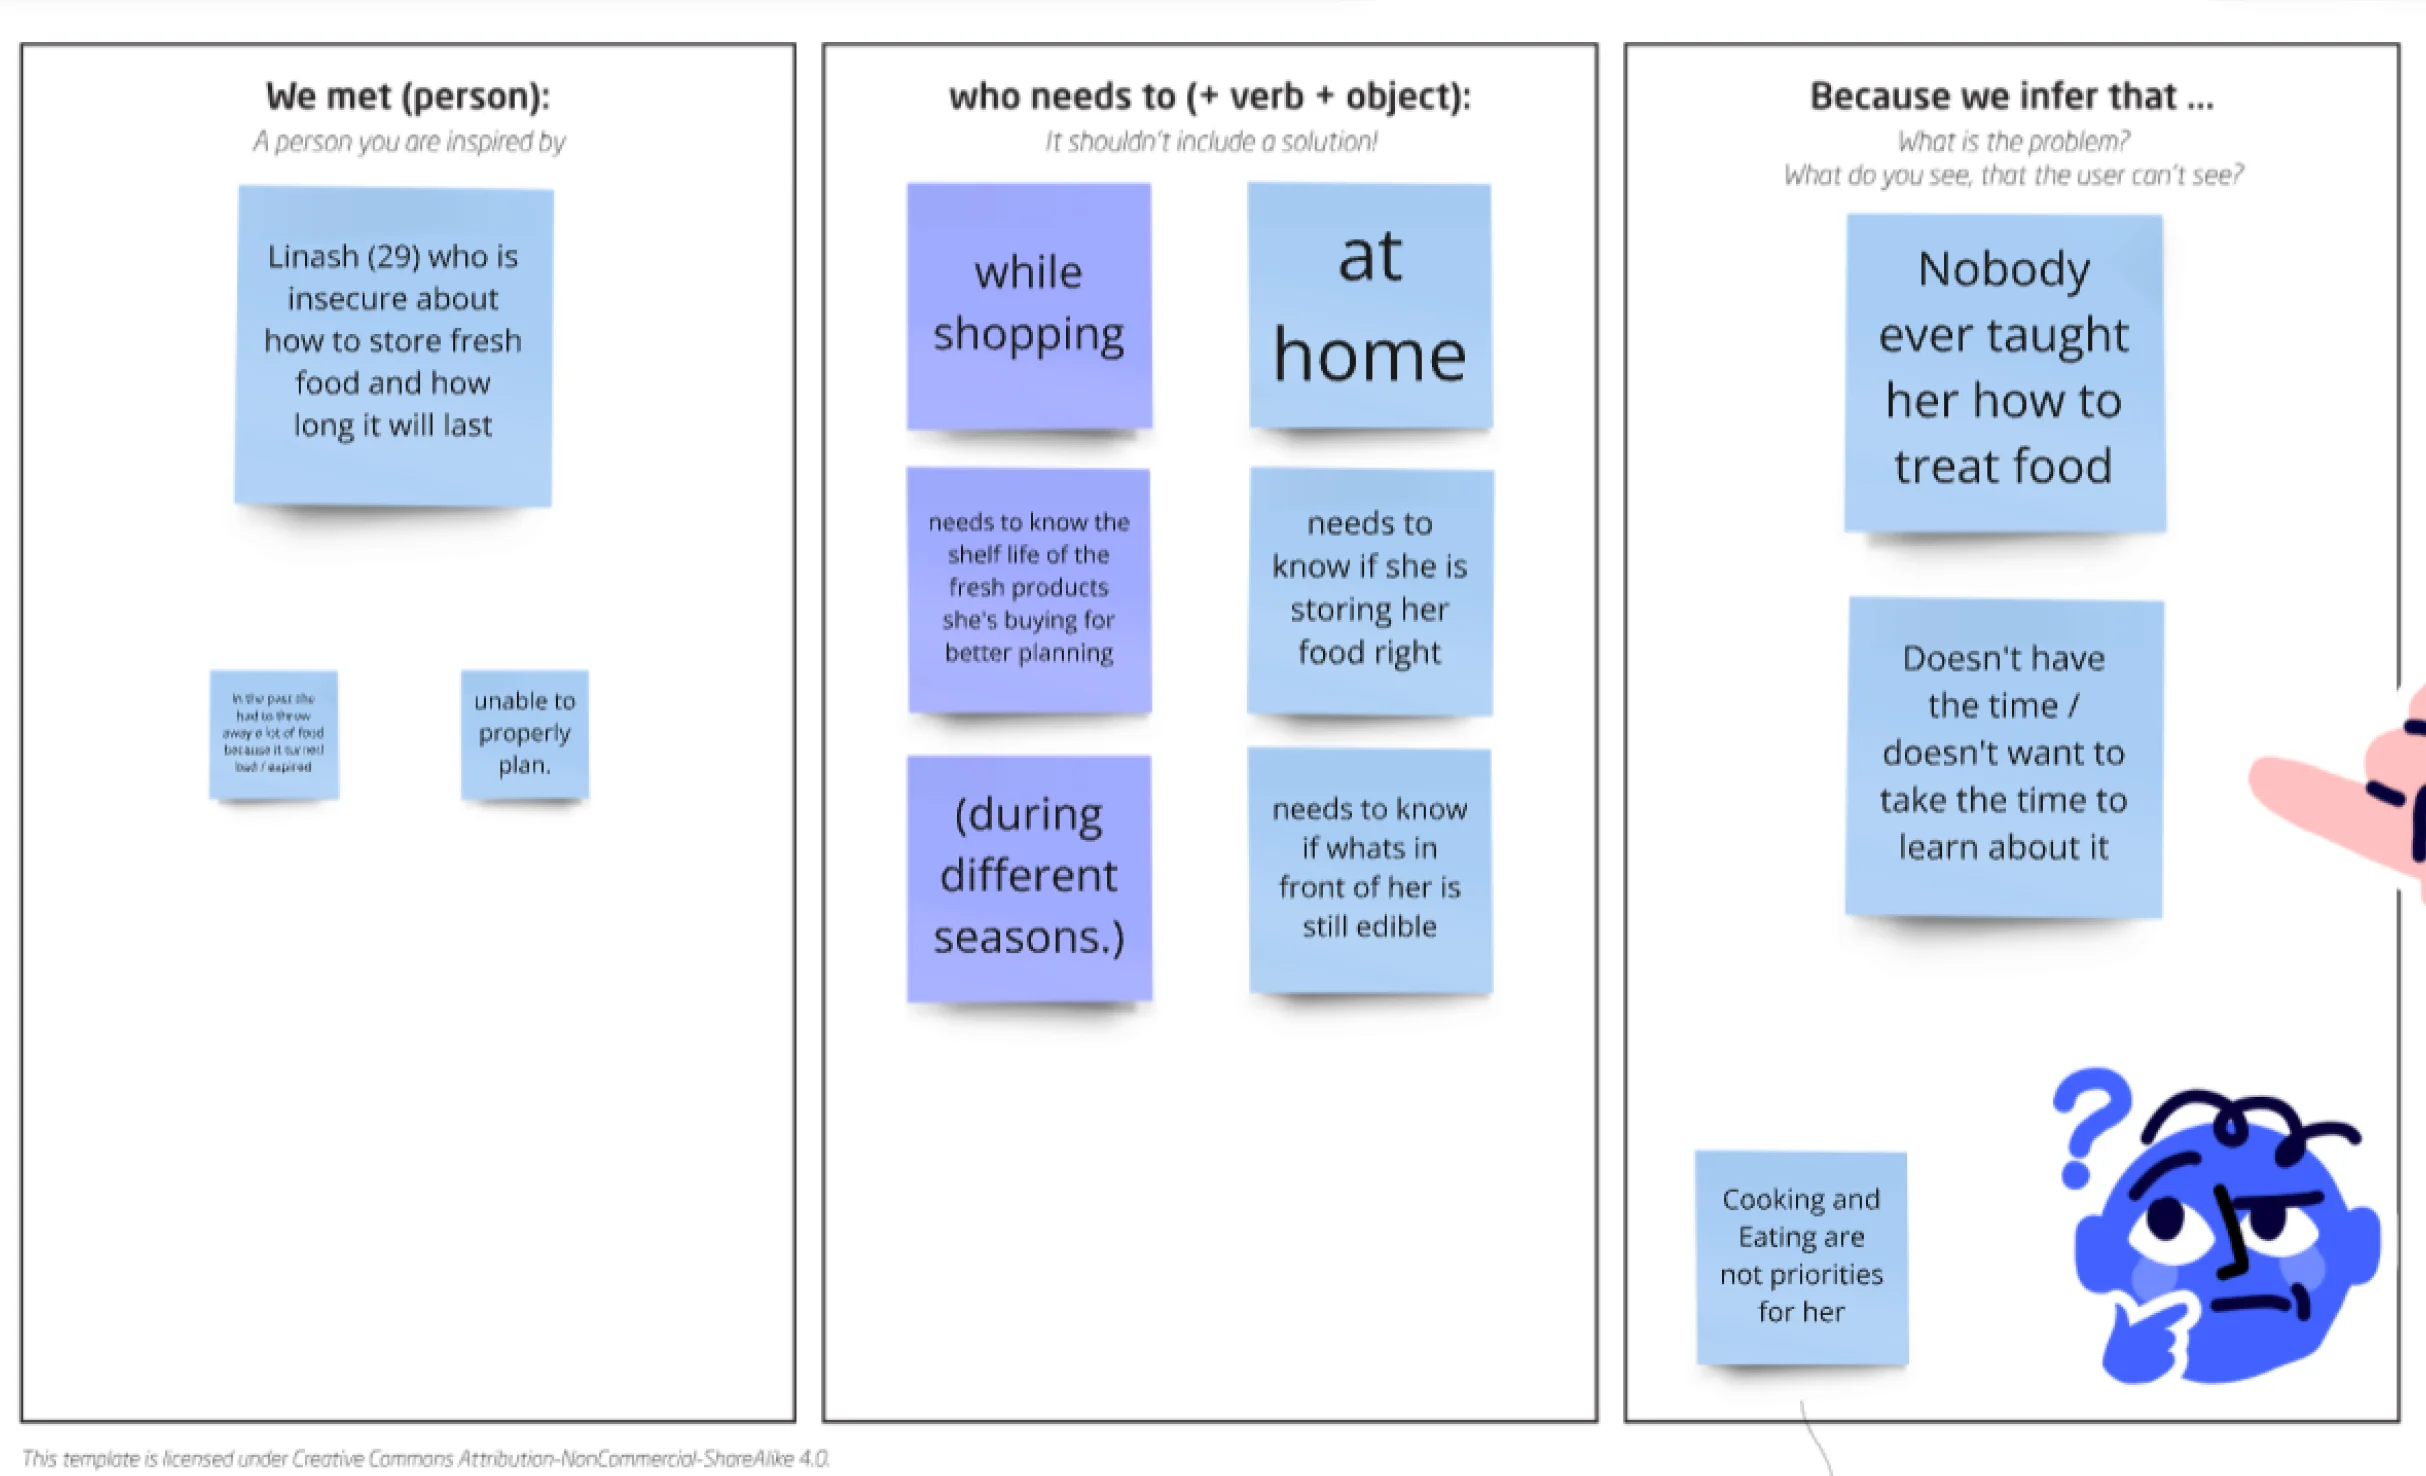 We met (person):
A person you are inspired by
Linash (29) who is
insecure about
how to store fresh
food and how
long it will last
In the past she
had to throw
away a lot of food
because it turned
bad / expired
unable to
properly
plan.
who needs to (+ verb + object):
It shouldn't include a solution!
while
shopping
at
home
needs to know the
shelf life of the
fresh products
she's buying for
better planning
needs to
know if she is
storing her
food right
(during
different
seasons.)
needs to know
if whats in
front of her is
still edible
Because we infer that ...
What is the problem?
What do you see, that the user can't see?
Nobody
ever taught
her how to
treat food
Doesn't have
the time /
doesn't want to
take the time to
learn about it
?
Cooking and
Eating are
not priorities
for her
This template is licensed under Creative Commons Attribution-NonCommercial-ShareAlike 4.0.